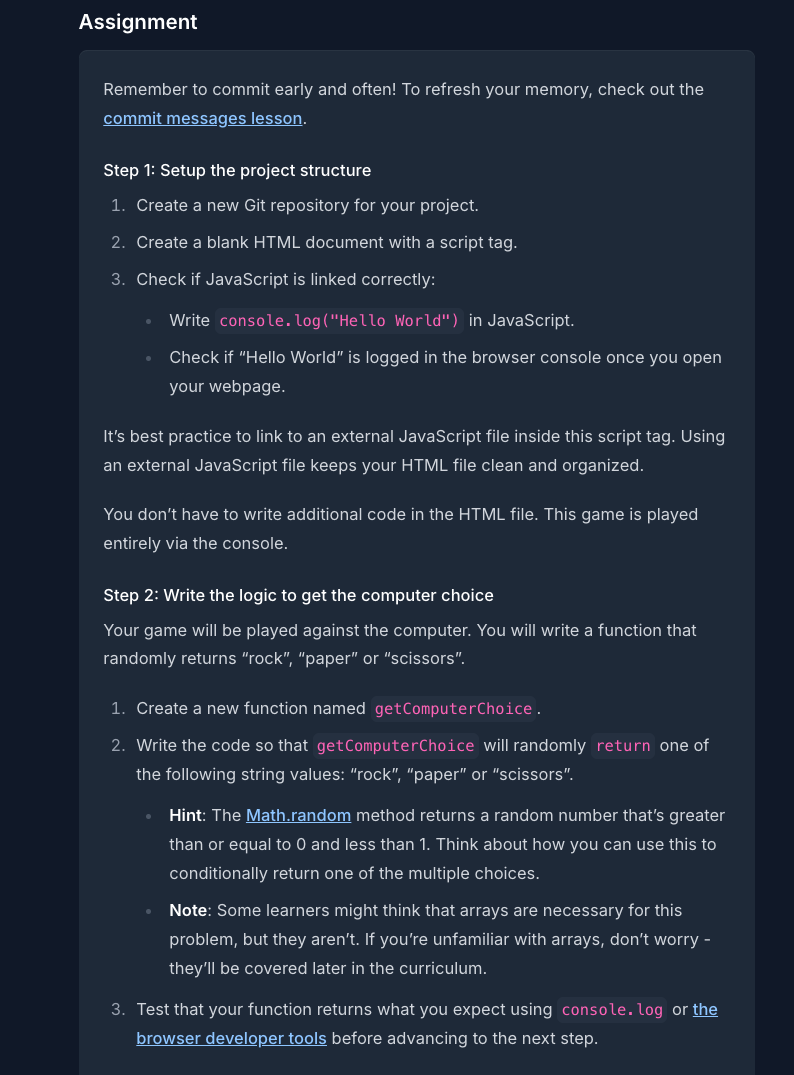 Assignment
Remember to commit early and often! To refresh your memory, check out the
commit messages lesson.
Step 1: Setup the project structure
1. Create a new Git repository for your project.
2. Create a blank HTML document with a script tag.
3. Check if JavaScript is linked correctly:
• Write console.log("Hello World") in JavaScript.
• Check if “Hello World” is logged in the browser console once you open
your webpage.
It’s best practice to link to an external JavaScript file inside this script tag. Using
an external JavaScript file keeps your HTML file clean and organized.
You don’t have to write additional code in the HTML file. This game is played
entirely via the console.
Step 2: Write the logic to get the computer choice
Your game will be played against the computer. You will write a function that
randomly returns “rock”, “paper” or “scissors”.
1. Create a new function named getComputerChoice.
2. Write the code so that getComputerChoice will randomly return one of
the following string values: “rock”, “paper” or “scissors”.
• Hint: The Math.random method returns a random number that’s greater
than or equal to 0 and less than 1. Think about how you can use this to
conditionally return one of the multiple choices.
• Note: Some learners might think that arrays are necessary for this
problem, but they aren’t. If you’re unfamiliar with arrays, don’t worry -
they’ll be covered later in the curriculum.
3. Test that your function returns what you expect using console.log or the
browser developer tools before advancing to the next step.